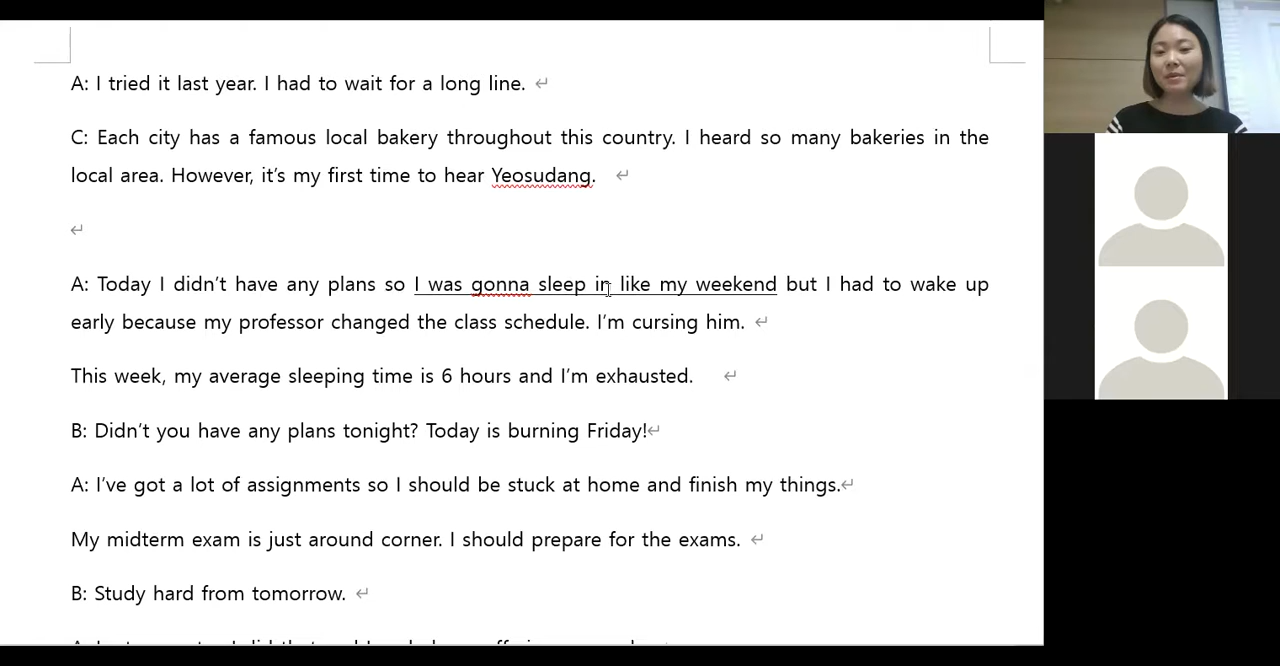 A: I tried it last year. I had to wait for a long line.
C: Each city has a famous local bakery throughout this country. I heard so many bakeries in the
local area. However, it's my first time to hear Yeosudang.
A: Today I didn't have any plans so I was gonna sleep in like my weekend but I had to wake up
early because my professor changed the class schedule. I'm cursing him.
This week, my average sleeping time is 6 hours and I'm exhausted.
B: Didn't you have any plans tonight? Today is burning Friday!
A: I've got a lot of assignments so I should be stuck at home and finish my things.
My midterm exam is just around corner. I should prepare for the exams.
B: Study hard from tomorrow.